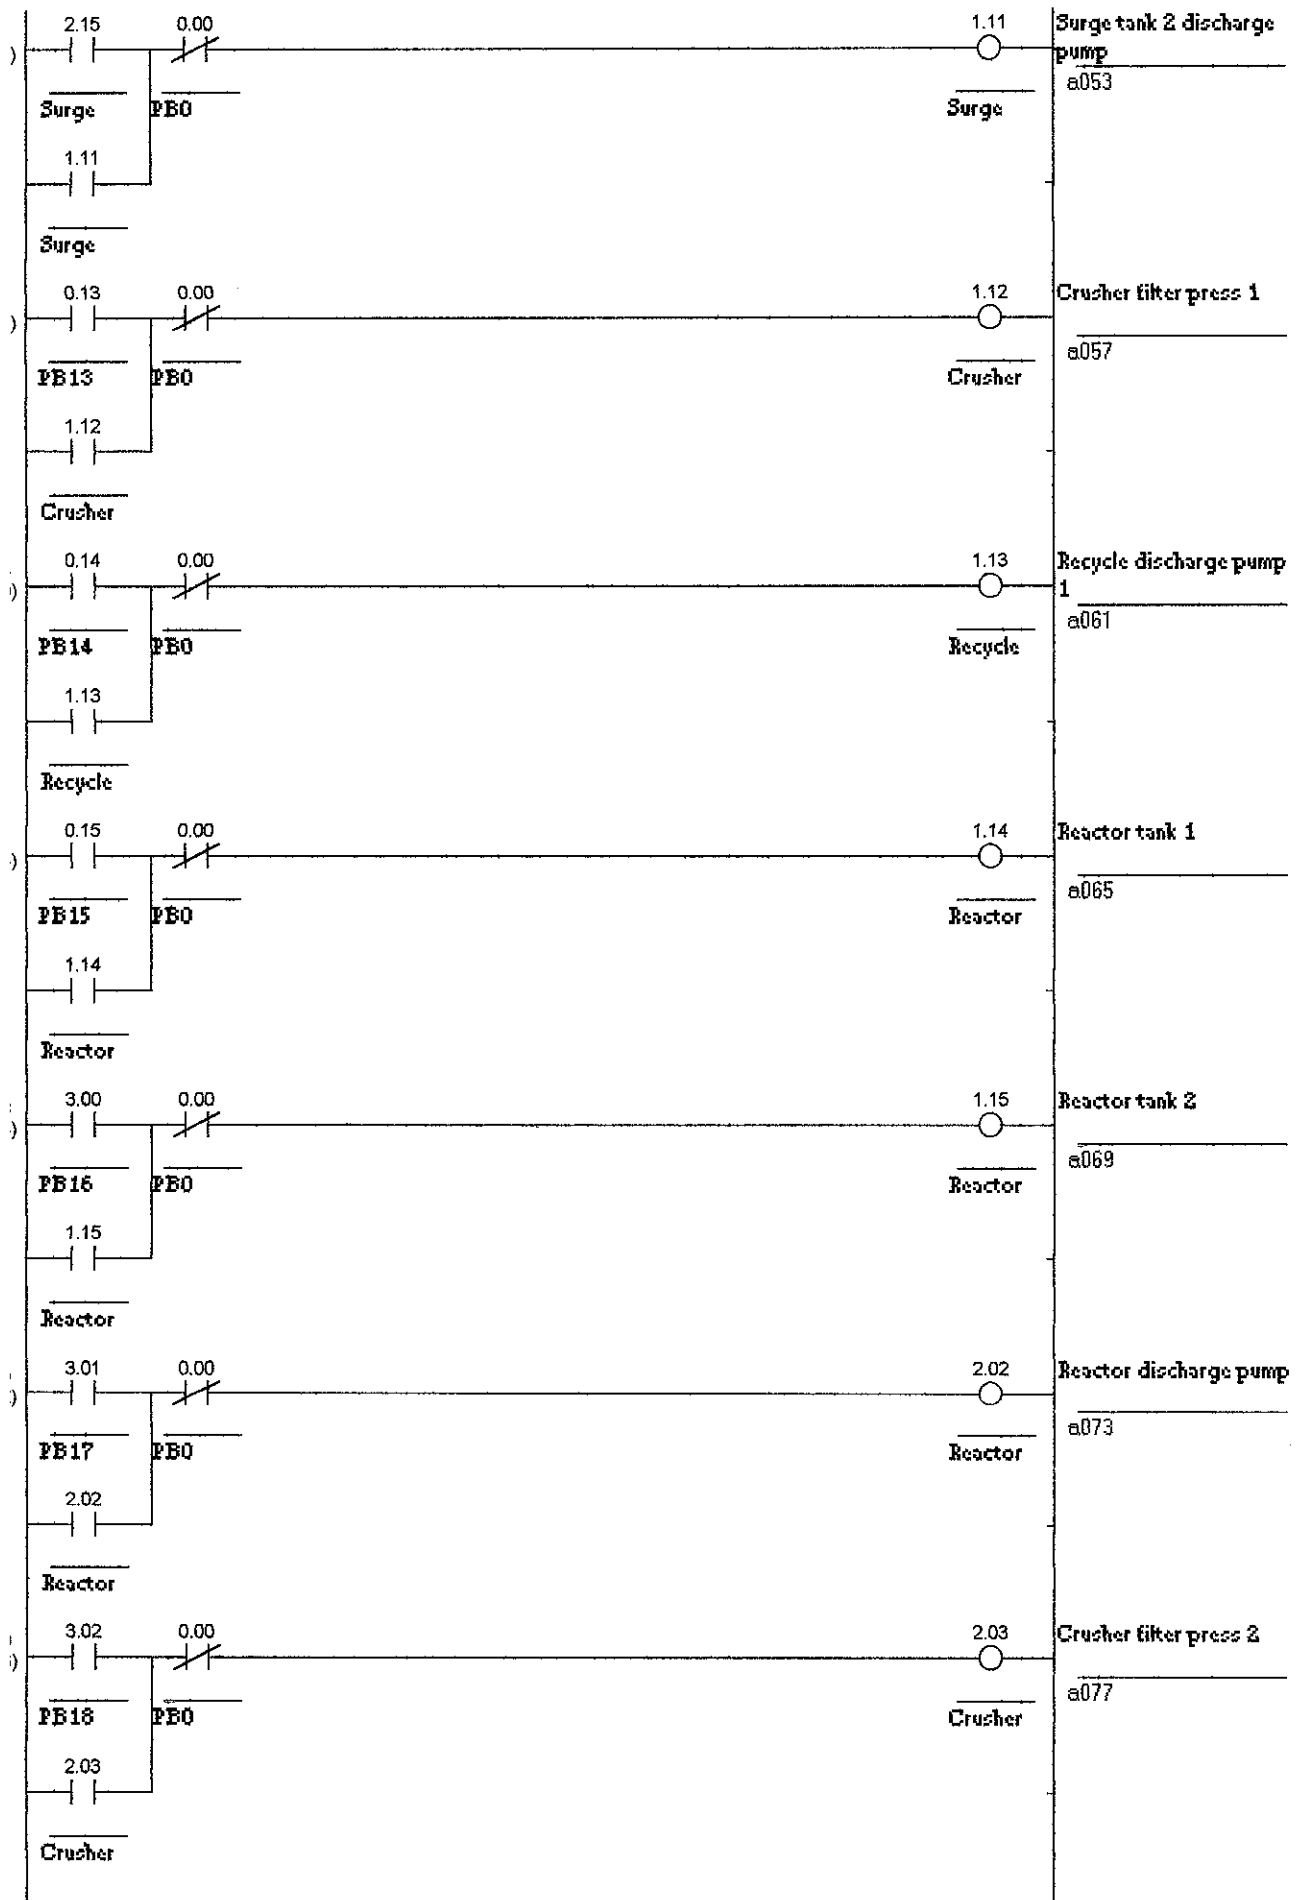 2.15 0.00 1.11 Surge tank 2 discharge
pump
a053
Surge PB0 Surge
1.11
Surge
0.13 0.00 1.12 Crusher filter press 1
a057
PB13 PB0 Crusher
1.12
Crusher
0.14 0.00 1.13 Recycle discharge pump
1
a061
PB14 PB0 Recycle
1.13
Recycle
0.15 0.00 1.14 Reactor tank 1
a065
PB15 PB0 Reactor
1.14
Reactor
3.00 0.00 1.15 Reactor tank 2
a069
PB16 PB0 Reactor
1.15
Reactor
3.01 0.00 2.02 Reactor discharge pump
a073
PB17 PB0 Reactor
2.02
Reactor
3.02 0.00 2.03 Crusher filter press 2
a077
PB18 PB0 Crusher
2.03
Crusher